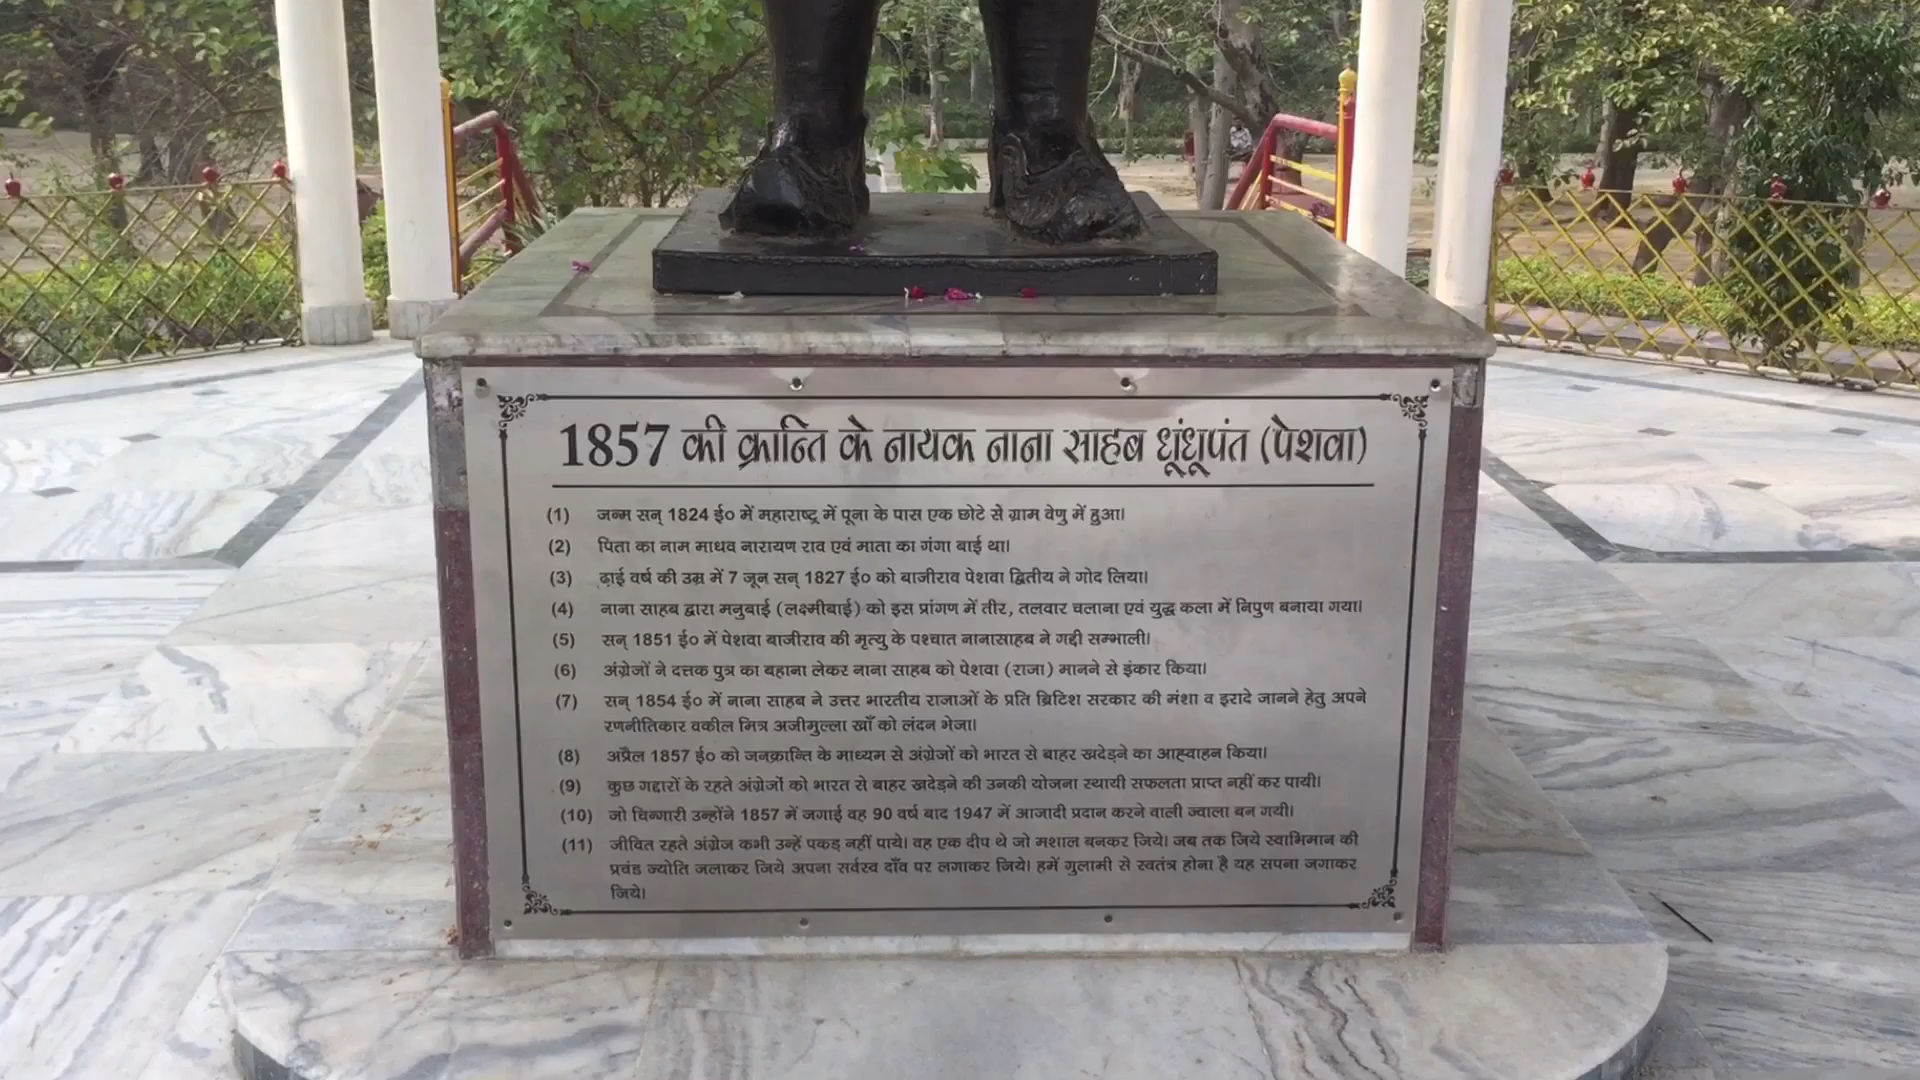 1857 की क्रान्ति के नायक नाना साहब धूंधूपंत (पेशवा)
(1) जन्म सन् 1824 ई० में महाराष्ट्र में पूना के पास एक छोटे से ग्राम वेणु में हुआ।
(2) पिता का नाम माधव नारायण राव एवं माता का गंगा बाई था।
(3) ढ़ाई वर्ष की उम्र में 7 जून सन् 1827 ई० को बाजीराव पेशवा द्वितीय ने गोद लिया।
(4) नाना साहब द्वारा मनुबाई (लक्ष्मीबाई) को इस प्रांगण में तीर, तलवार चलाना एवं युद्ध कला में निपुण बनाया गया।
(5) सन् 1851 ई० में पेशवा बाजीराव की मृत्यु के पश्चात नानासाहब ने गद्दी सम्भाली।
(6) अंग्रेजों ने दत्तक पुत्र का बहाना लेकर नाना साहब को पेशवा (राजा) मानने से इंकार किया।
(7) सन् 1854 ई० में नाना साहब ने उत्तर भारतीय राजाओं के प्रति ब्रिटिश सरकार की मंशा व इरादे जानने हेतु अपने
रणनीतिकार वकील मित्र अजीमुल्ला खाँ को लंदन भेजा।
(8) अप्रैल 1857 ई० को जनक्रान्ति के माध्यम से अंग्रेजों को भारत से बाहर खदेड़ने का आह्वाहन किया।
(9) कुछ गद्दारों के रहते अंग्रेजों को भारत से बाहर खदेड़ने की उनकी योजना स्थायी सफलता प्राप्त नहीं कर पायी।
(10) जो चिन्गारी उन्होंने 1857 में जगाई वह 90 वर्ष बाद 1947 में आजादी प्रदान करने वाली ज्वाला बन गयी।
(11) जीवित रहते अंग्रेज कभी उन्हें पकड़ नहीं पाये। वह एक दीप थे जो मशाल बनकर जिये। जब तक जिये स्वाभिमान की
प्रचंड ज्योति जलाकर जिये अपना सर्वस्व दाँव पर लगाकर जिये। हमें गुलामी से स्वतंत्र होना है यह सपना जगाकर
जिये।